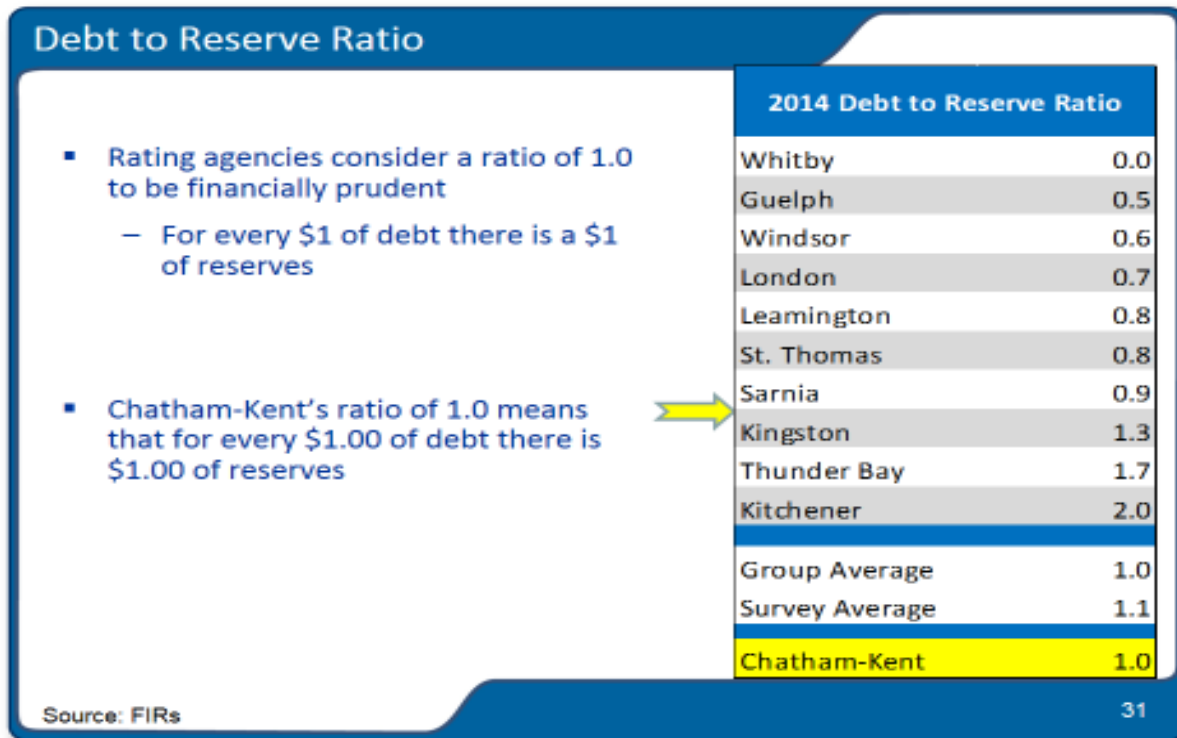 Debt to Reserve Ratio
▪ Rating agencies consider a ratio of 1.0
to be financially prudent
– For every $1 of debt there is a $1
of reserves
▪ Chatham-Kent's ratio of 1.0 means
that for every $1.00 of debt there is
$1.00 of reserves
2014 Debt to Reserve Ratio
Whitby 0.0
Guelph 0.5
Windsor 0.6
London 0.7
Leamington 0.8
St. Thomas 0.8
Sarnia 0.9
Kingston 1.3
Thunder Bay 1.7
Kitchener 2.0
Group Average 1.0
Survey Average 1.1
Chatham-Kent 1.0
Source: FIRs
31